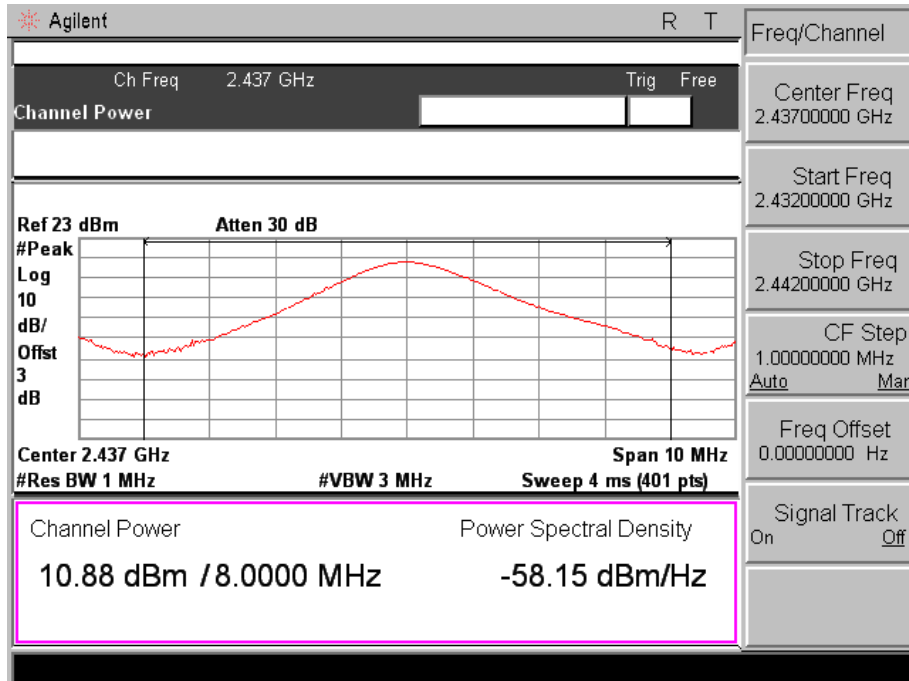 Agilent R T
Ch Freq 2.437 GHz Trig Free
Channel Power
Ref 23 dBm Atten 30 dB
#Peak
Log
10
dB/
Offst
3
dB
Center 2.437 GHz Span 10 MHz
#Res BW 1 MHz #VBW 3 MHz Sweep 4 ms (401 pts)
Channel Power Power Spectral Density
10.88 dBm / 8.0000 MHz -58.15 dBm/Hz
Freq/Channel
Center Freq
2.43700000 GHz
Start Freq
2.43200000 GHz
Stop Freq
2.44200000 GHz
CF Step
1.00000000 MHz
Auto Mar
Freq Offset
0.00000000 Hz
Signal Track
On Off